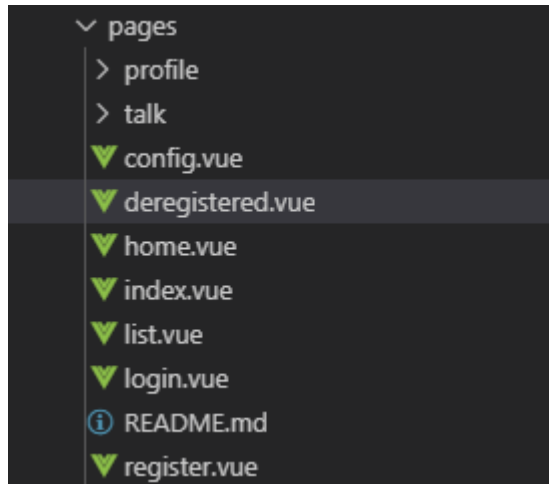 pages
profile
talk
config.vue
deregistered.vue
home.vue
index.vue
list.vue
login.vue
README.md
register.vue